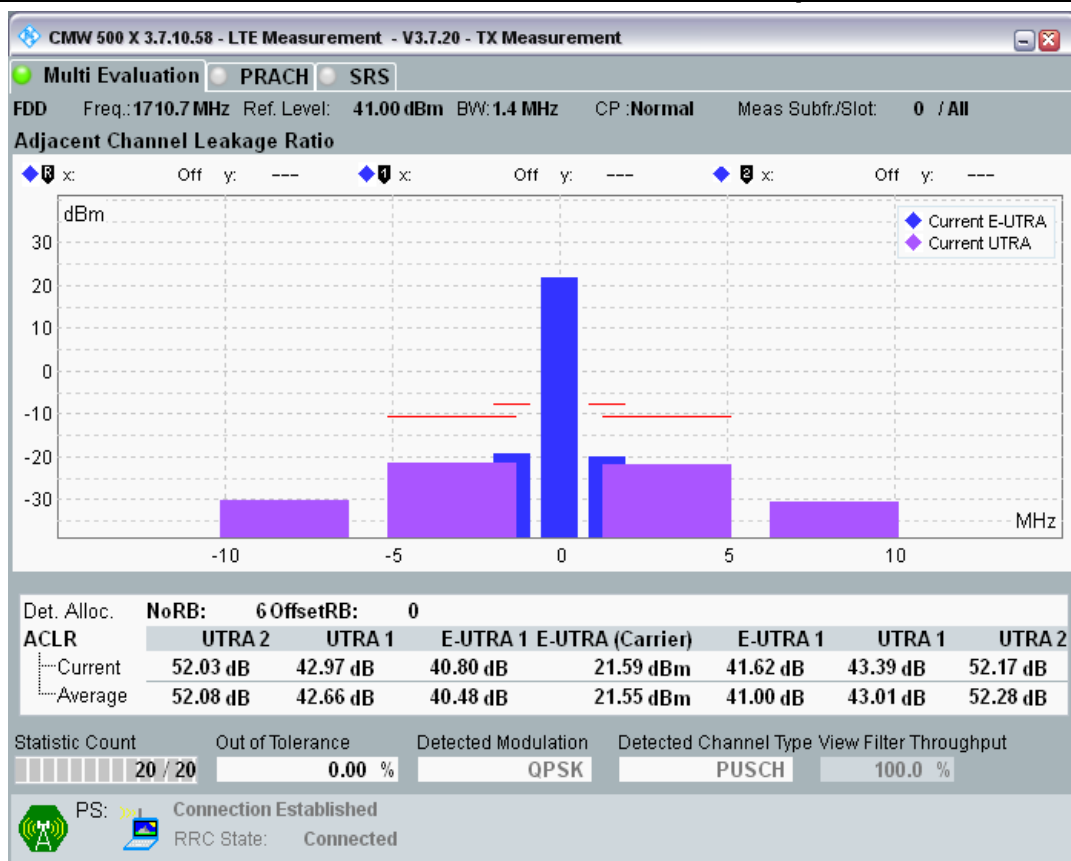 CMW 500 X 3.7.10.58 - LTE Measurement - V3.7.20 - TX Measurement
Multi Evaluation PRACH SRS
FDD Freq.: 1710.7 MHz Ref. Level: 41.00 dBm BW: 1.4 MHz CP :Normal Meas Subfr./Slot: 0 / All
Adjacent Channel Leakage Ratio
R x: Off y: --- 1 x: Off y: --- 2 x: Off y: ---
dBm
Current E-UTRA
Current UTRA
30
20
10
0
-10
-20
-30
MHz
-10 -5 0 5 10
Det. Alloc. NoRB: 6 OffsetRB: 0
ACLR UTRA 2 UTRA 1 E-UTRA 1 E-UTRA (Carrier) E-UTRA 1 UTRA 1 UTRA 2
Current 52.03 dB 42.97 dB 40.80 dB 21.59 dBm 41.62 dB 43.39 dB 52.17 dB
Average 52.08 dB 42.66 dB 40.48 dB 21.55 dBm 41.00 dB 43.01 dB 52.28 dB
Statistic Count Out of Tolerance Detected Modulation Detected Channel Type View Filter Throughput
20 / 20 0.00 % QPSK PUSCH 100.0 %
PS: Connection Established
RRC State: Connected